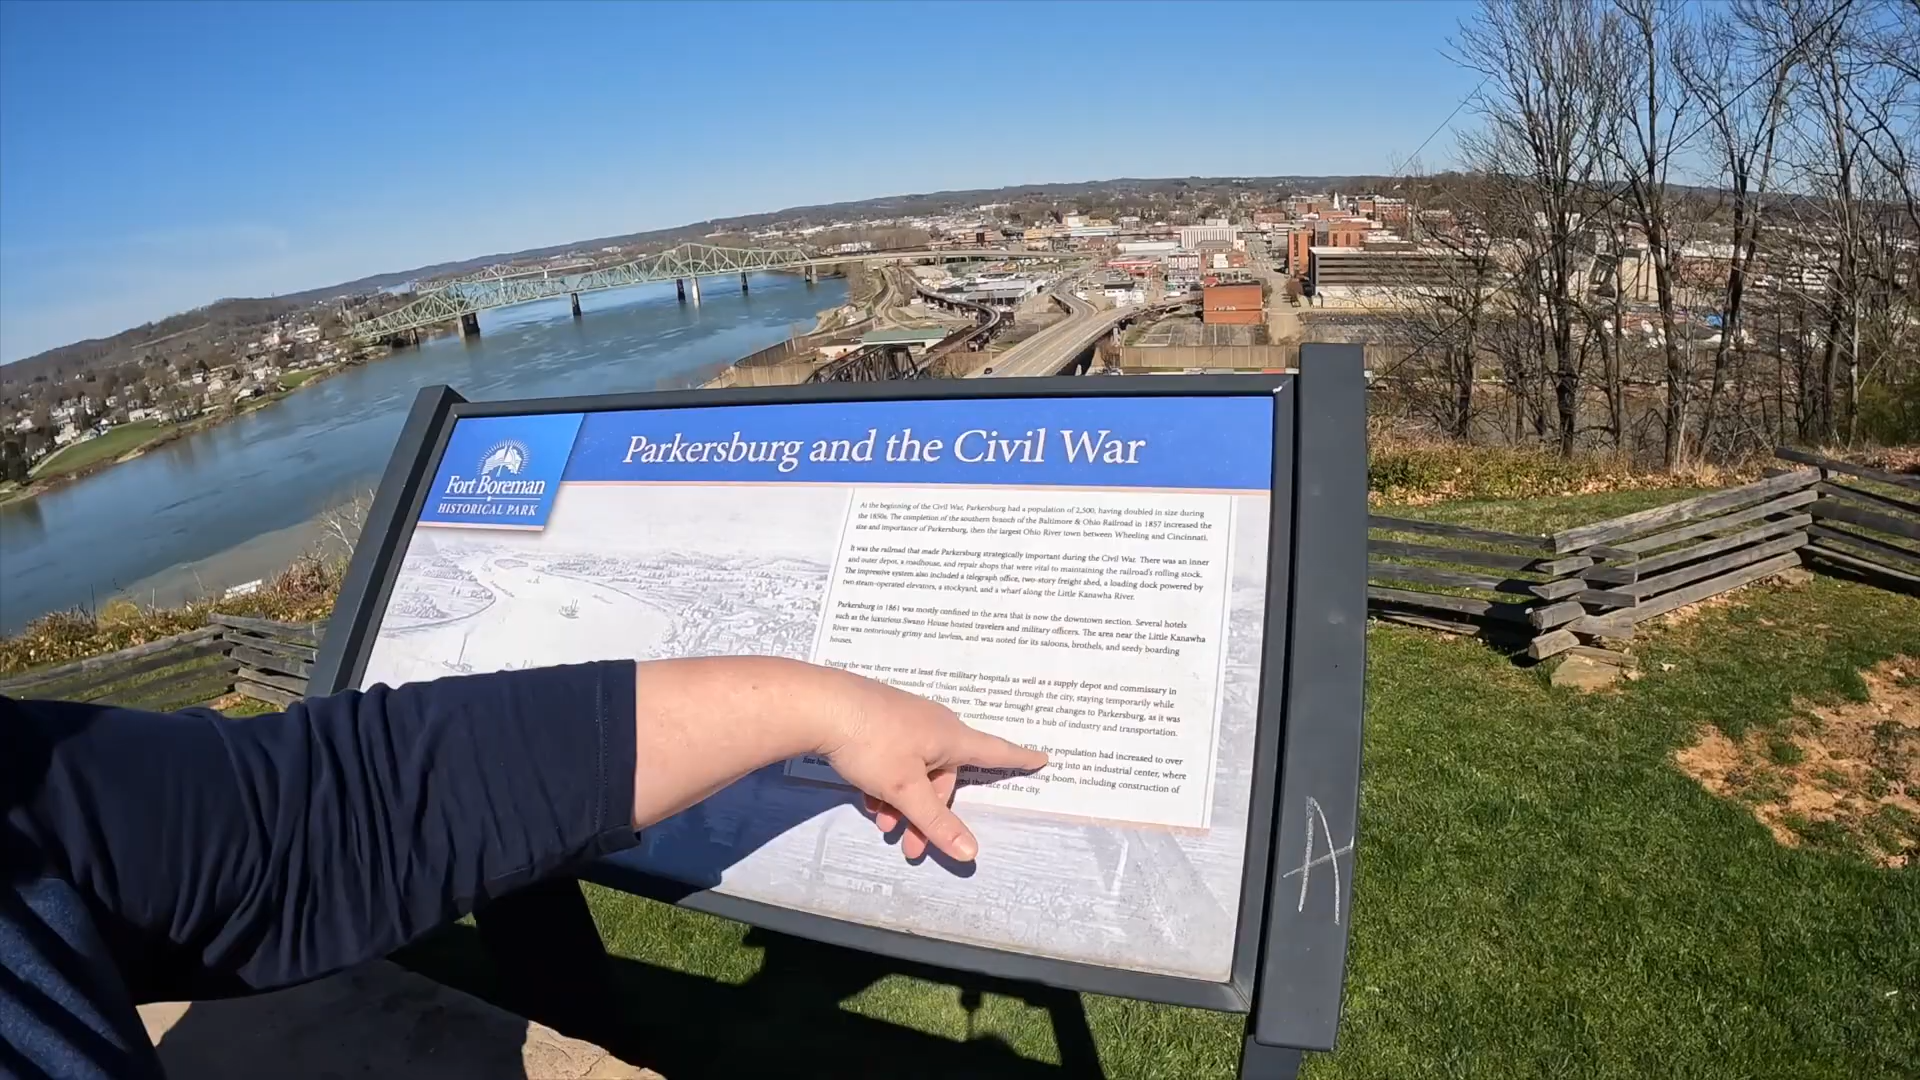 Parkersburg and the Civil War
Fort Boreman
HISTORICAL PARK
At the beginning of the Civil War, Parkersburg had a population of 2,500, having doubled in size during
the 1850s. The completion of the southern branch of the Baltimore & Ohio Railroad in 1857 increased the
size and importance of Parkersburg, then the largest Ohio River town between Wheeling and Cincinnati.
It was the railroad that made Parkersburg strategically important during the Civil War. There was an inner
and outer depot, a roadhouse, and repair shops that were vital to maintaining the railroad's rolling stock.
The impressive system also included a telegraph office, two-story freight shed, a loading dock powered by
two steam-operated elevators, a stockyard, and a wharf along the Little Kanawha River.
Parkersburg in 1861 was mostly confined to the area that is now the downtown section. Several hotels
such as the luxurious Swann House hosted travelers and military officers. The area near the Little Kanawha
River was notoriously grimy and lawless, and was noted for its saloons, brothels, and seedy boarding
houses.
During the war there were at least five military hospitals as well as a supply depot and commissary in
of thousands of Union soldiers passed through the city, staying temporarily while
the Ohio River. The war brought great changes to Parkersburg, as it was
courthouse town to a hub of industry and transportation.
1870, the population had increased to over
burg into an industrial center, where
society. A building boom, including construction of
the face of the city.
A